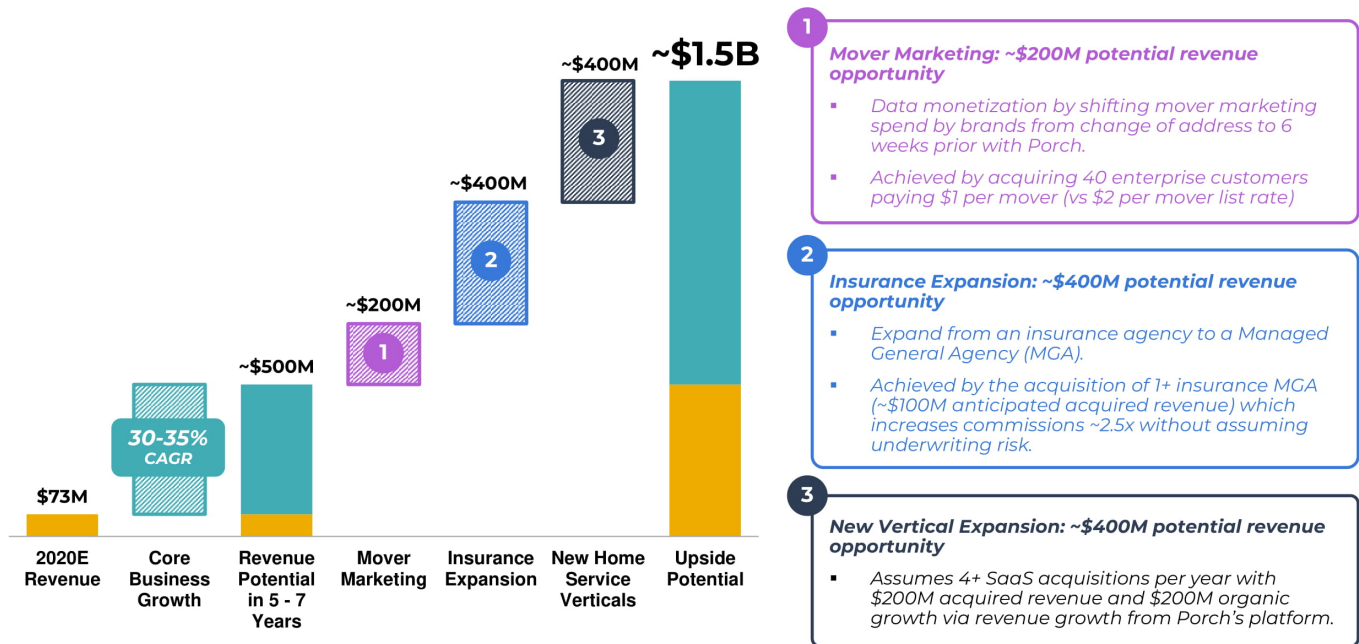 ~$1.5B
~$400M
3
~$400M
2
~$200M
1
~$500M
30-35%
CAGR
$73M
2020E
Revenue
Core
Business
Growth
Revenue
Potential
in 5 - 7
Years
Mover
Marketing
Insurance
Expansion
New Home
Service
Verticals
Upside
Potential
1
Mover Marketing: ~$200M potential revenue
opportunity
▪ Data monetization by shifting mover marketing
spend by brands from change of address to 6
weeks prior with Porch.
▪ Achieved by acquiring 40 enterprise customers
paying $1 per mover (vs $2 per mover list rate)
2
Insurance Expansion: ~$400M potential revenue
opportunity
▪ Expand from an insurance agency to a Managed
General Agency (MGA).
▪ Achieved by the acquisition of 1+ insurance MGA
(~$100M anticipated acquired revenue) which
increases commissions ~2.5x without assuming
underwriting risk.
3
New Vertical Expansion: ~$400M potential revenue
opportunity
▪ Assumes 4+ SaaS acquisitions per year with
$200M acquired revenue and $200M organic
growth via revenue growth from Porch’s platform.